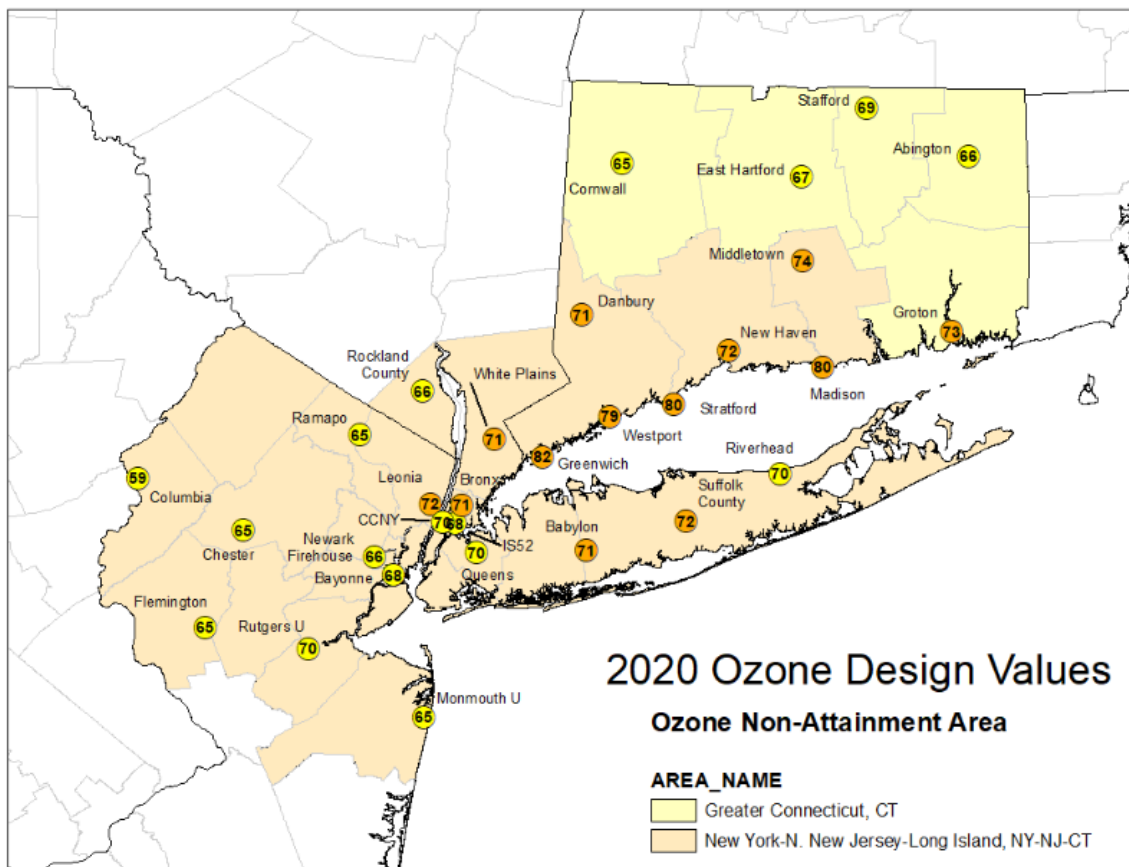 Stafford
69
Abington
66
65
Cornwall
East Hartford
67
Middletown
74
71
Danbury
Groton
73
New Haven
72
80
Madison
Rockland
County
66
White Plains
79
Westport
80
Stratford
Ramapo
65
71
82
Greenwich
Riverhead
70
59
Columbia
Leonia
72
Bronx
71
Suffolk
County
72
CCNY
70
68
IS52
65
Chester
Newark
Firehouse
66
Bayonne
68
70
Queens
Babylon
71
Flemington
65
Rutgers U
70
Monmouth U
65
2020 Ozone Design Values
Ozone Non-Attainment Area
AREA_NAME
Greater Connecticut, CT
New York-N. New Jersey-Long Island, NY-NJ-CT